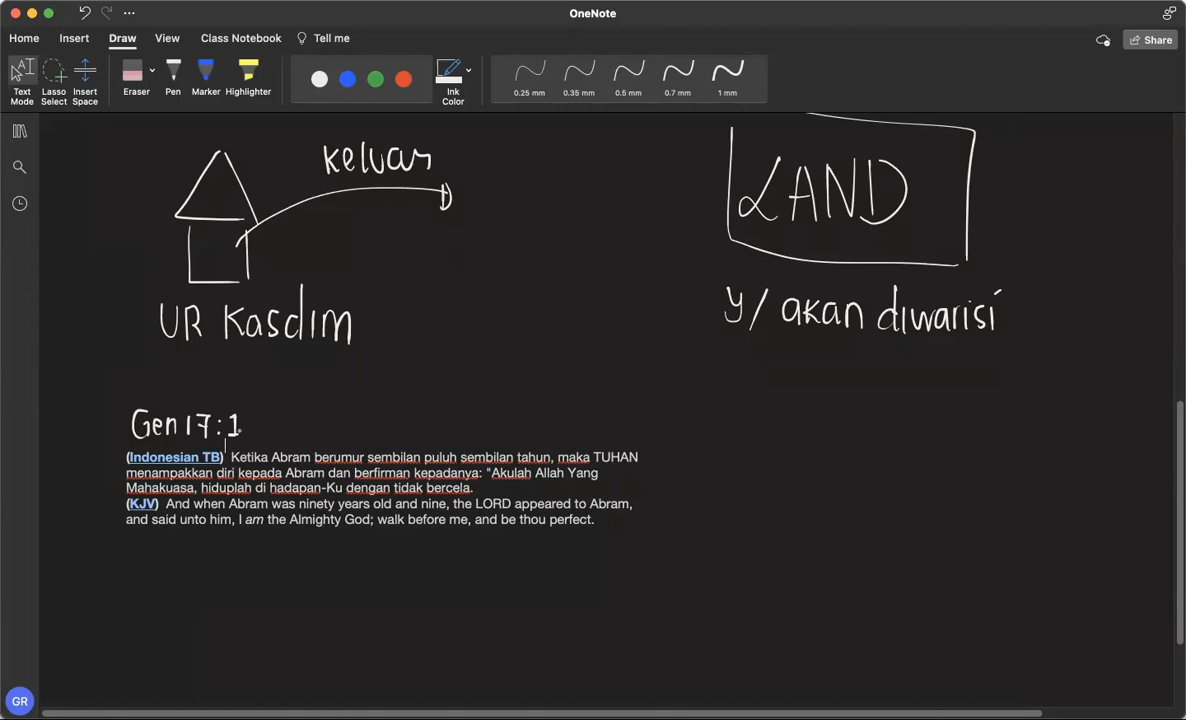 OneNote
Home Insert Draw View Class Notebook Tell me
Share
Text Mode
Lasso Select
Insert Space
Eraser
Pen
Marker
Highlighter
Ink Color
0.25 mm 0.35 mm 0.5 mm 0.7 mm 1 mm
Keluar
LAND
UR Kasdim
y/ akan diwarisi
Gen 17:1
(Indonesian TB) Ketika Abram berumur sembilan puluh sembilan tahun, maka TUHAN
menampakkan diri kepada Abram dan berfirman kepadanya: "Akulah Allah Yang
Mahakuasa, hiduplah di hadapan-Ku dengan tidak bercela.
(KJV) And when Abram was ninety years old and nine, the LORD appeared to Abram,
and said unto him, I am the Almighty God; walk before me, and be thou perfect.
GR